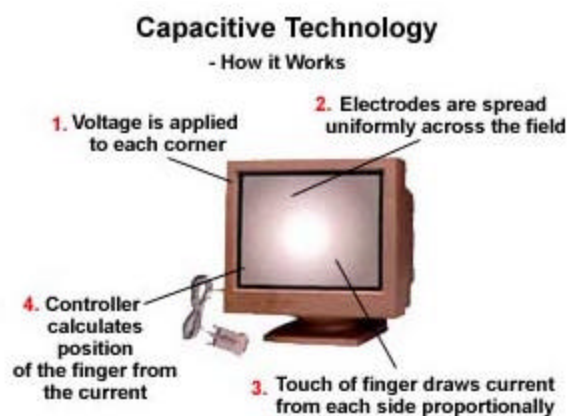 Capacitive Technology
- How it Works
1. Voltage is applied
to each corner
2. Electrodes are spread
uniformly across the field
4. Controller
calculates
position
of the finger from
the current
3. Touch of finger draws current
from each side proportionally